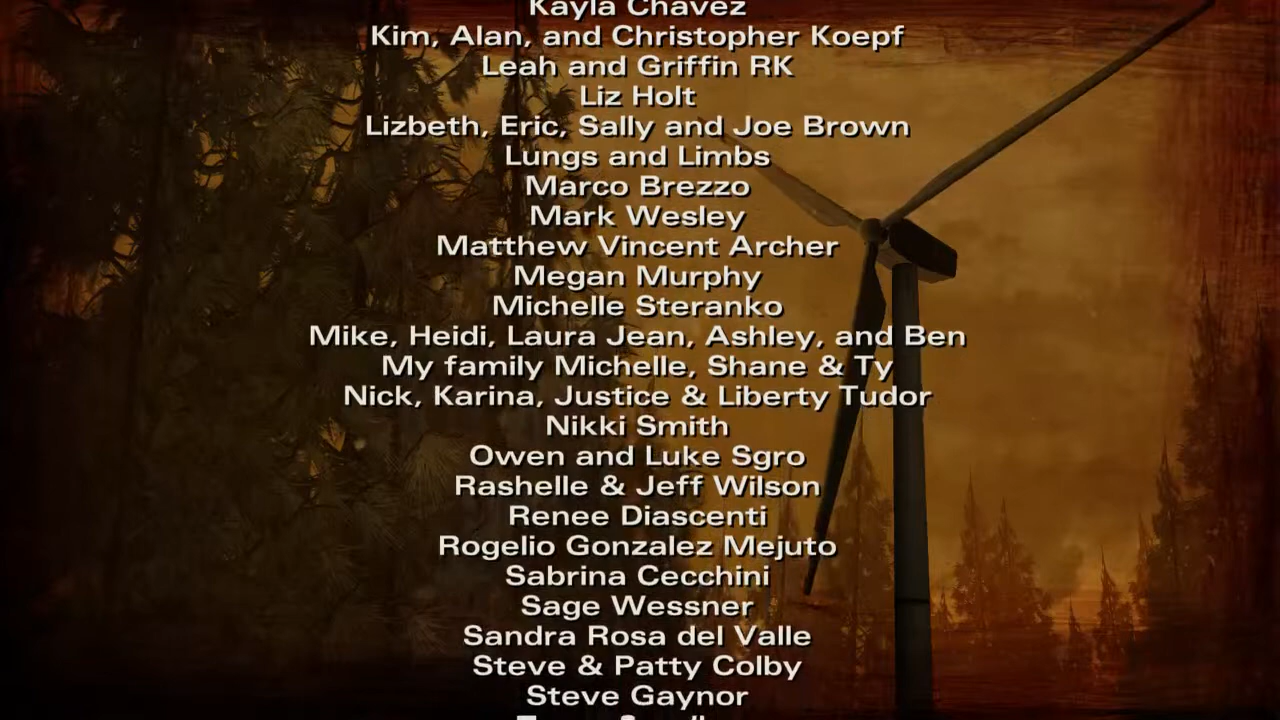 Kayla Chavez
Kim, Alan, and Christopher Koepf
Leah and Griffin RK
Liz Holt
Lizbeth, Eric, Sally and Joe Brown
Lungs and Limbs
Marco Brezzo
Mark Wesley
Matthew Vincent Archer
Megan Murphy
Michelle Steranko
Mike, Heidi, Laura Jean, Ashley, and Ben
My family Michelle, Shane & Ty
Nick, Karina, Justice & Liberty Tudor
Nikki Smith
Owen and Luke Sgro
Rashelle & Jeff Wilson
Renee Diascenti
Rogelio Gonzalez Mejuto
Sabrina Cecchini
Sage Wessner
Sandra Rosa del Valle
Steve & Patty Colby
Steve Gaynor